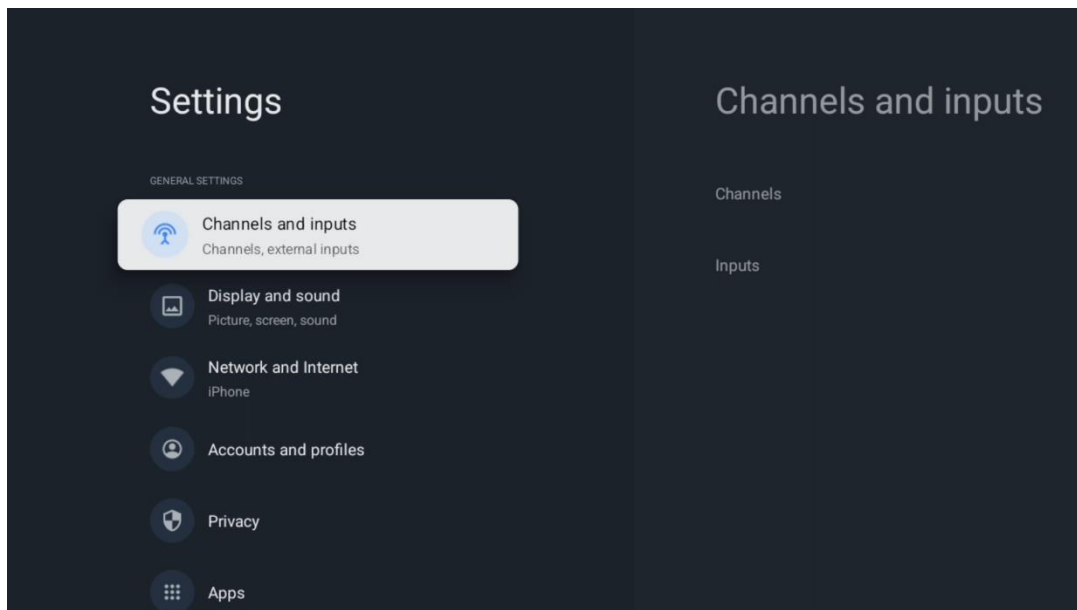 Settings
GENERAL SETTINGS
Channels and inputs
Channels, external inputs
Display and sound
Picture, screen, sound
Network and Internet
iPhone
Accounts and profiles
Privacy
Apps
Channels and inputs
Channels
Inputs